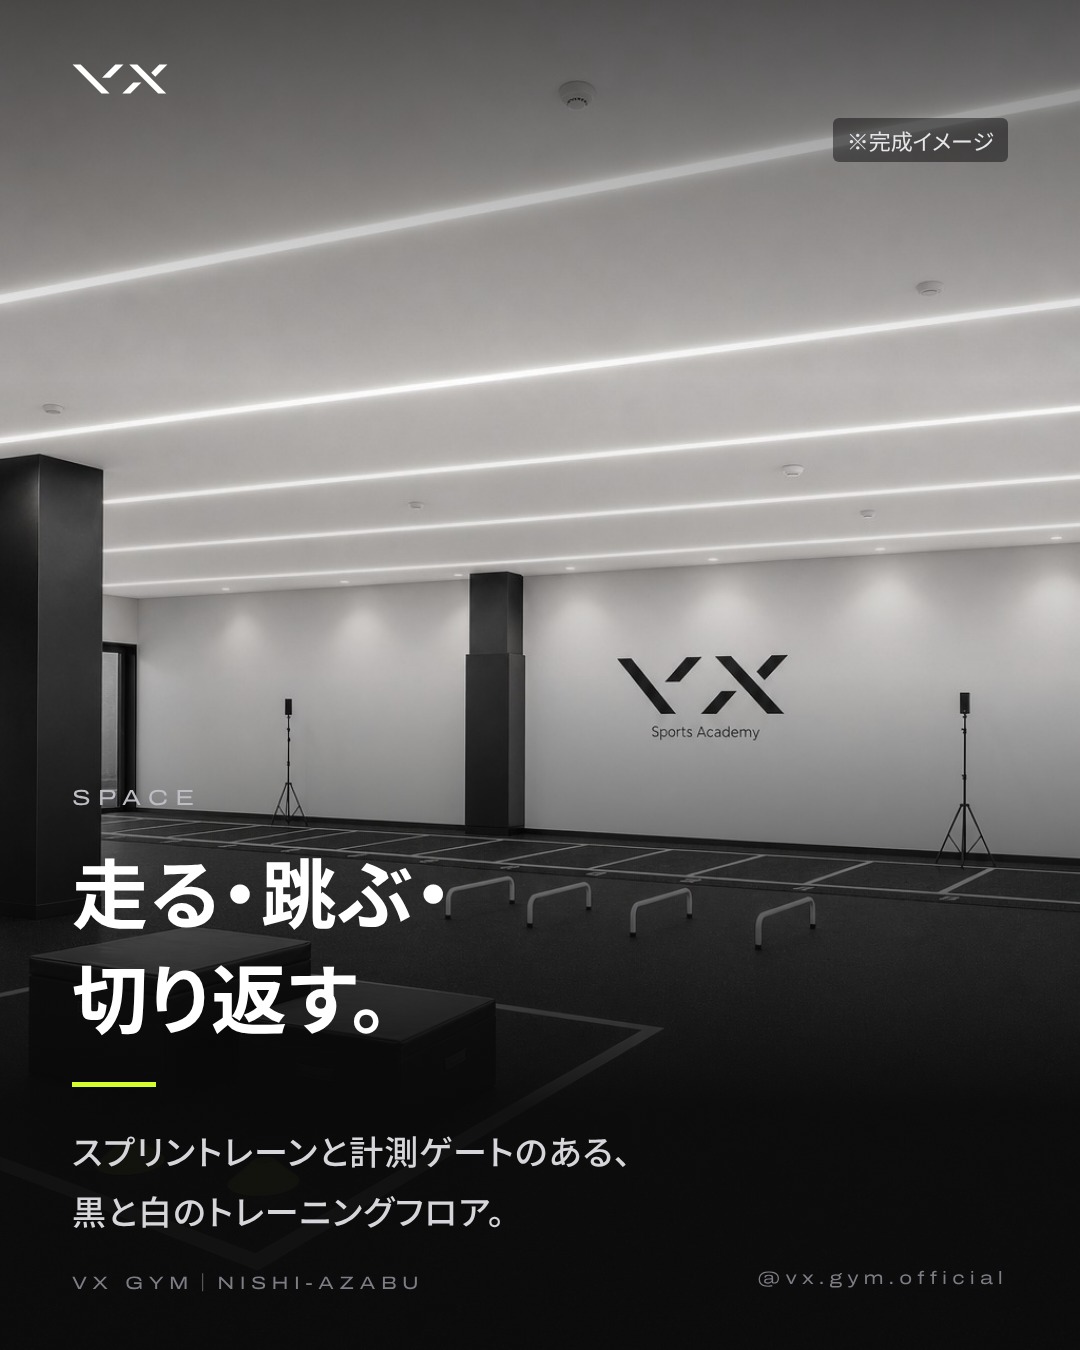 VX
※完成イメージ
VX
Sports Academy
SPACE
走る・跳ぶ・
切り返す。
スプリントレーンと計測ゲートのある、
黒と白のトレーニングフロア。
VX GYM | NISHI-AZABU
@vx.gym.official